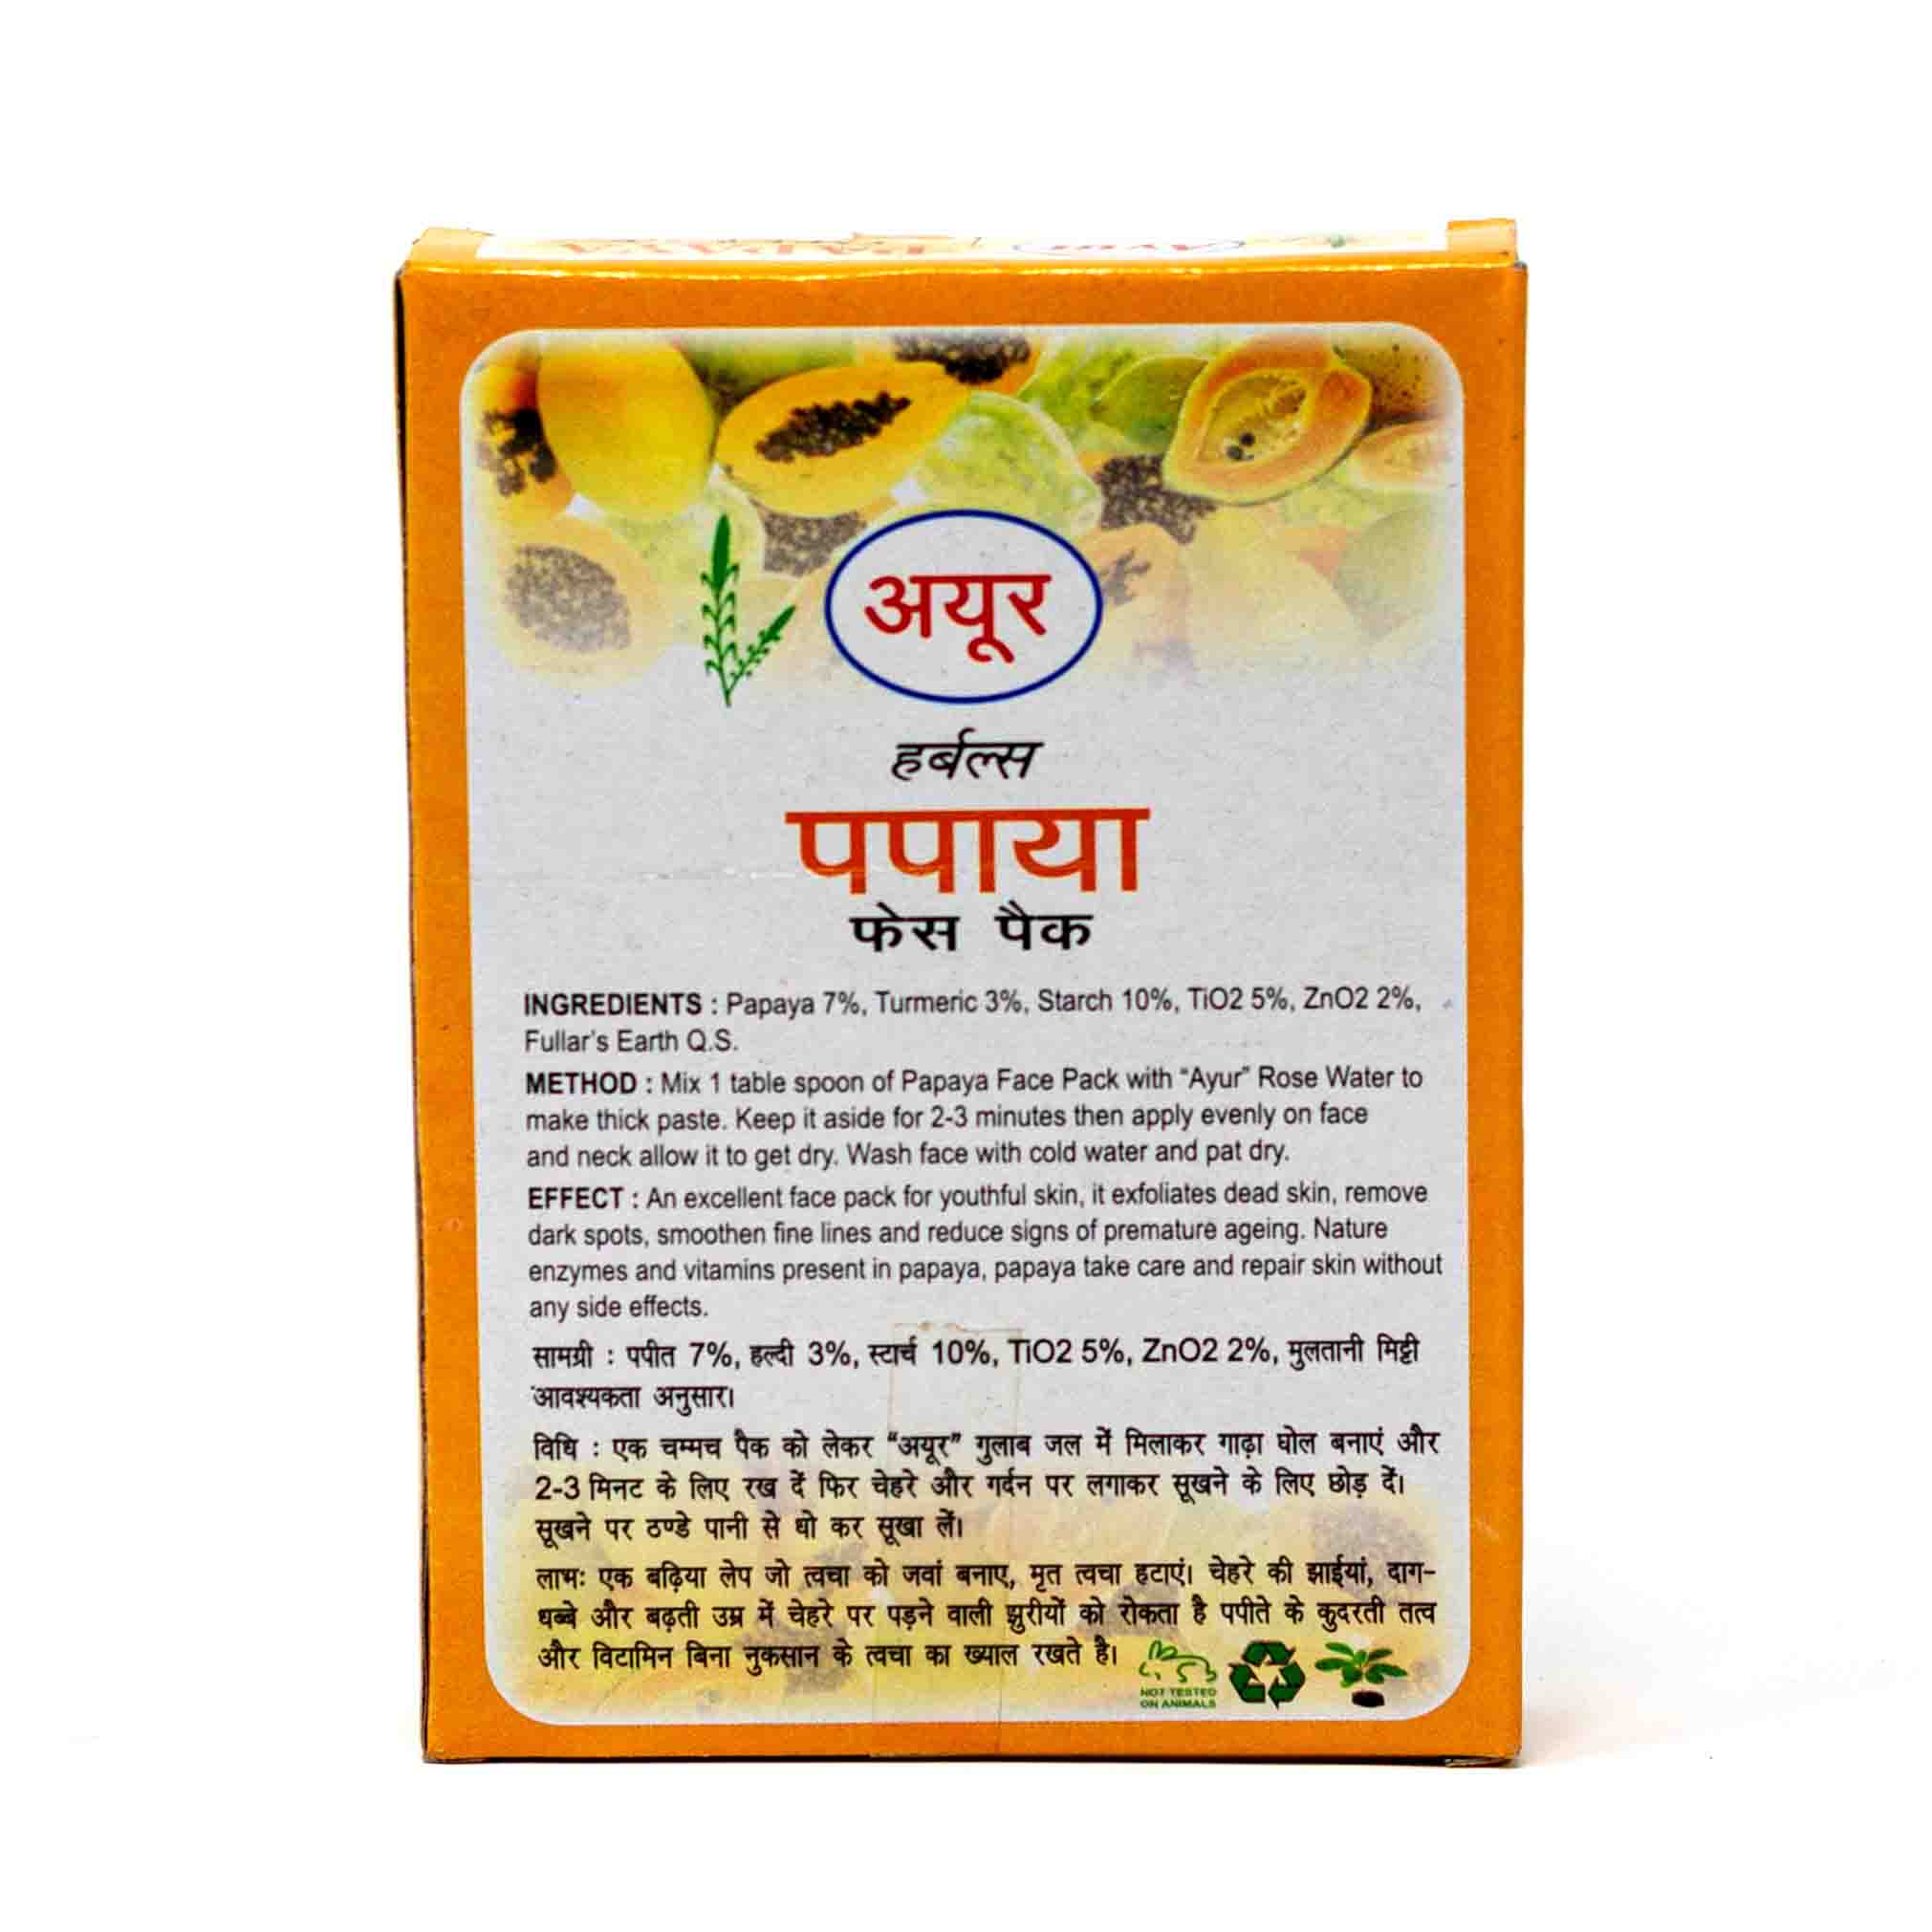 अयूर
हर्बल्स
पपाया
फेस पैक
INGREDIENTS : Papaya 7%, Turmeric 3%, Starch 10%, TiO2 5%, ZnO2 2%,
Fullar's Earth Q.S.
METHOD : Mix 1 table spoon of Papaya Face Pack with “Ayur” Rose Water to
make thick paste. Keep it aside for 2-3 minutes then apply evenly on face
and neck allow it to get dry. Wash face with cold water and pat dry.
EFFECT : An excellent face pack for youthful skin, it exfoliates dead skin, remove
dark spots, smoothen fine lines and reduce signs of premature ageing. Nature
enzymes and vitamins present in papaya, papaya take care and repair skin without
any side effects.
सामग्री : पपीत 7%, हल्दी 3%, स्टार्च 10%, TiO2 5%, ZnO2 2%, मुलतानी मिट्टी
आवश्यकता अनुसार।
विधि : एक चम्मच पैक को लेकर “अयूर” गुलाब जल में मिलाकर गाढ़ा घोल बनाएं और
2-3 मिनट के लिए रख दें फिर चेहरे और गर्दन पर लगाकर सूखने के लिए छोड़ दें।
सूखने पर ठण्डे पानी से धो कर सूखा लें।
लाभः एक बढ़िया लेप जो त्वचा को जवां बनाए, मृत त्वचा हटाएं। चेहरे की झाईयां, दाग-
धब्बे और बढ़ती उम्र में चेहरे पर पड़ने वाली झुरीयों को रोकता है पपीते के कुदरती तत्व
और विटामिन बिना नुकसान के त्वचा का ख्याल रखते है।
NOT TESTED
ON ANIMALS